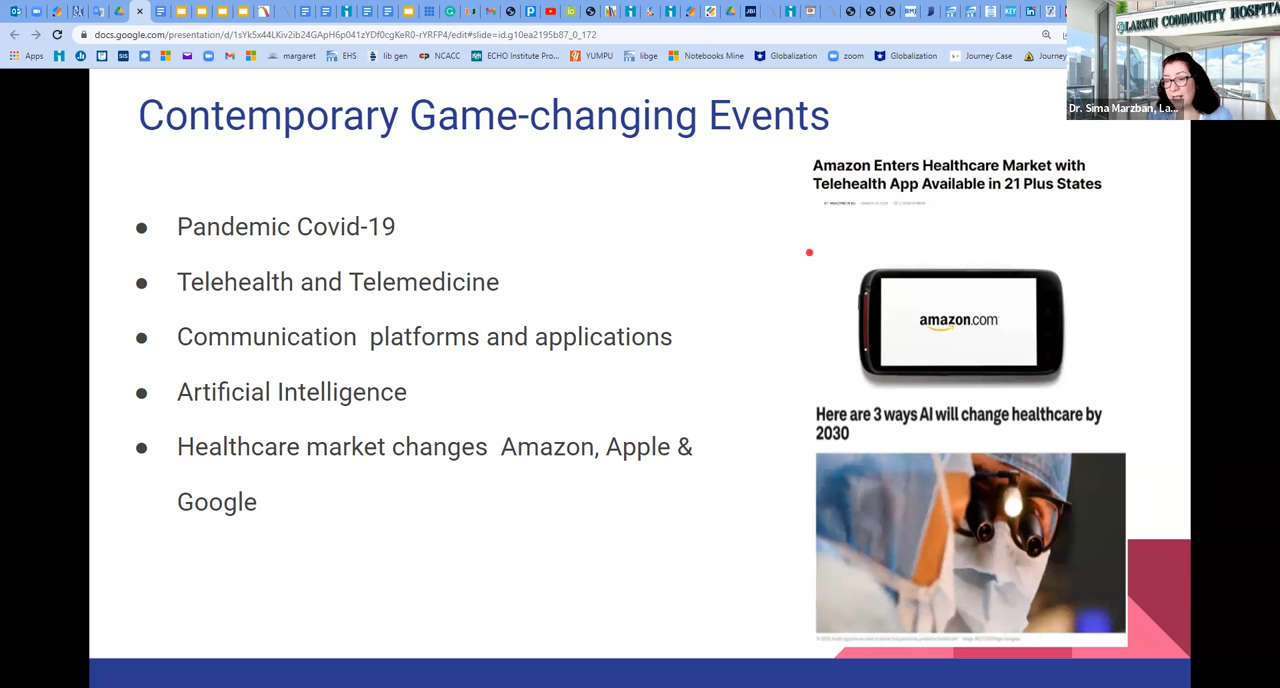 docs.google.com/presentation/d/1sYk5x44LKiv2ib24GApH6p041zYDf0cgKeR0-rWFFP4/edit#slide=id.g10ea2195b87_0_172
Apps
margaret
EHS
lib gen
NCACC
ECHO Institute Pro...
YUMPU
libge
Notebooks Mine
Globalization
zoom
Globalization
Journey Case
Journey
LARKIN COMMUNITY HOSPITA
Dr. Sima Marzban, La...
Contemporary Game-changing Events
Amazon Enters Healthcare Market with
Telehealth App Available in 21 Plus States
● Pandemic Covid-19
● Telehealth and Telemedicine
● Communication platforms and applications
● Artificial Intelligence
● Healthcare market changes Amazon, Apple &
Google
amazon.com
Here are 3 ways AI will change healthcare by
2030